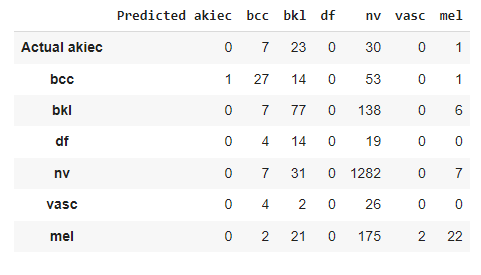 Predicted akiec bcc bkl df nv vasc mel
Actual akiec 0 7 23 0 30 0 1
bcc 1 27 14 0 53 0 1
bkl 0 7 77 0 138 0 6
df 0 4 14 0 19 0 0
nv 0 7 31 0 1282 0 7
vasc 0 4 2 0 26 0 0
mel 0 2 21 0 175 2 22